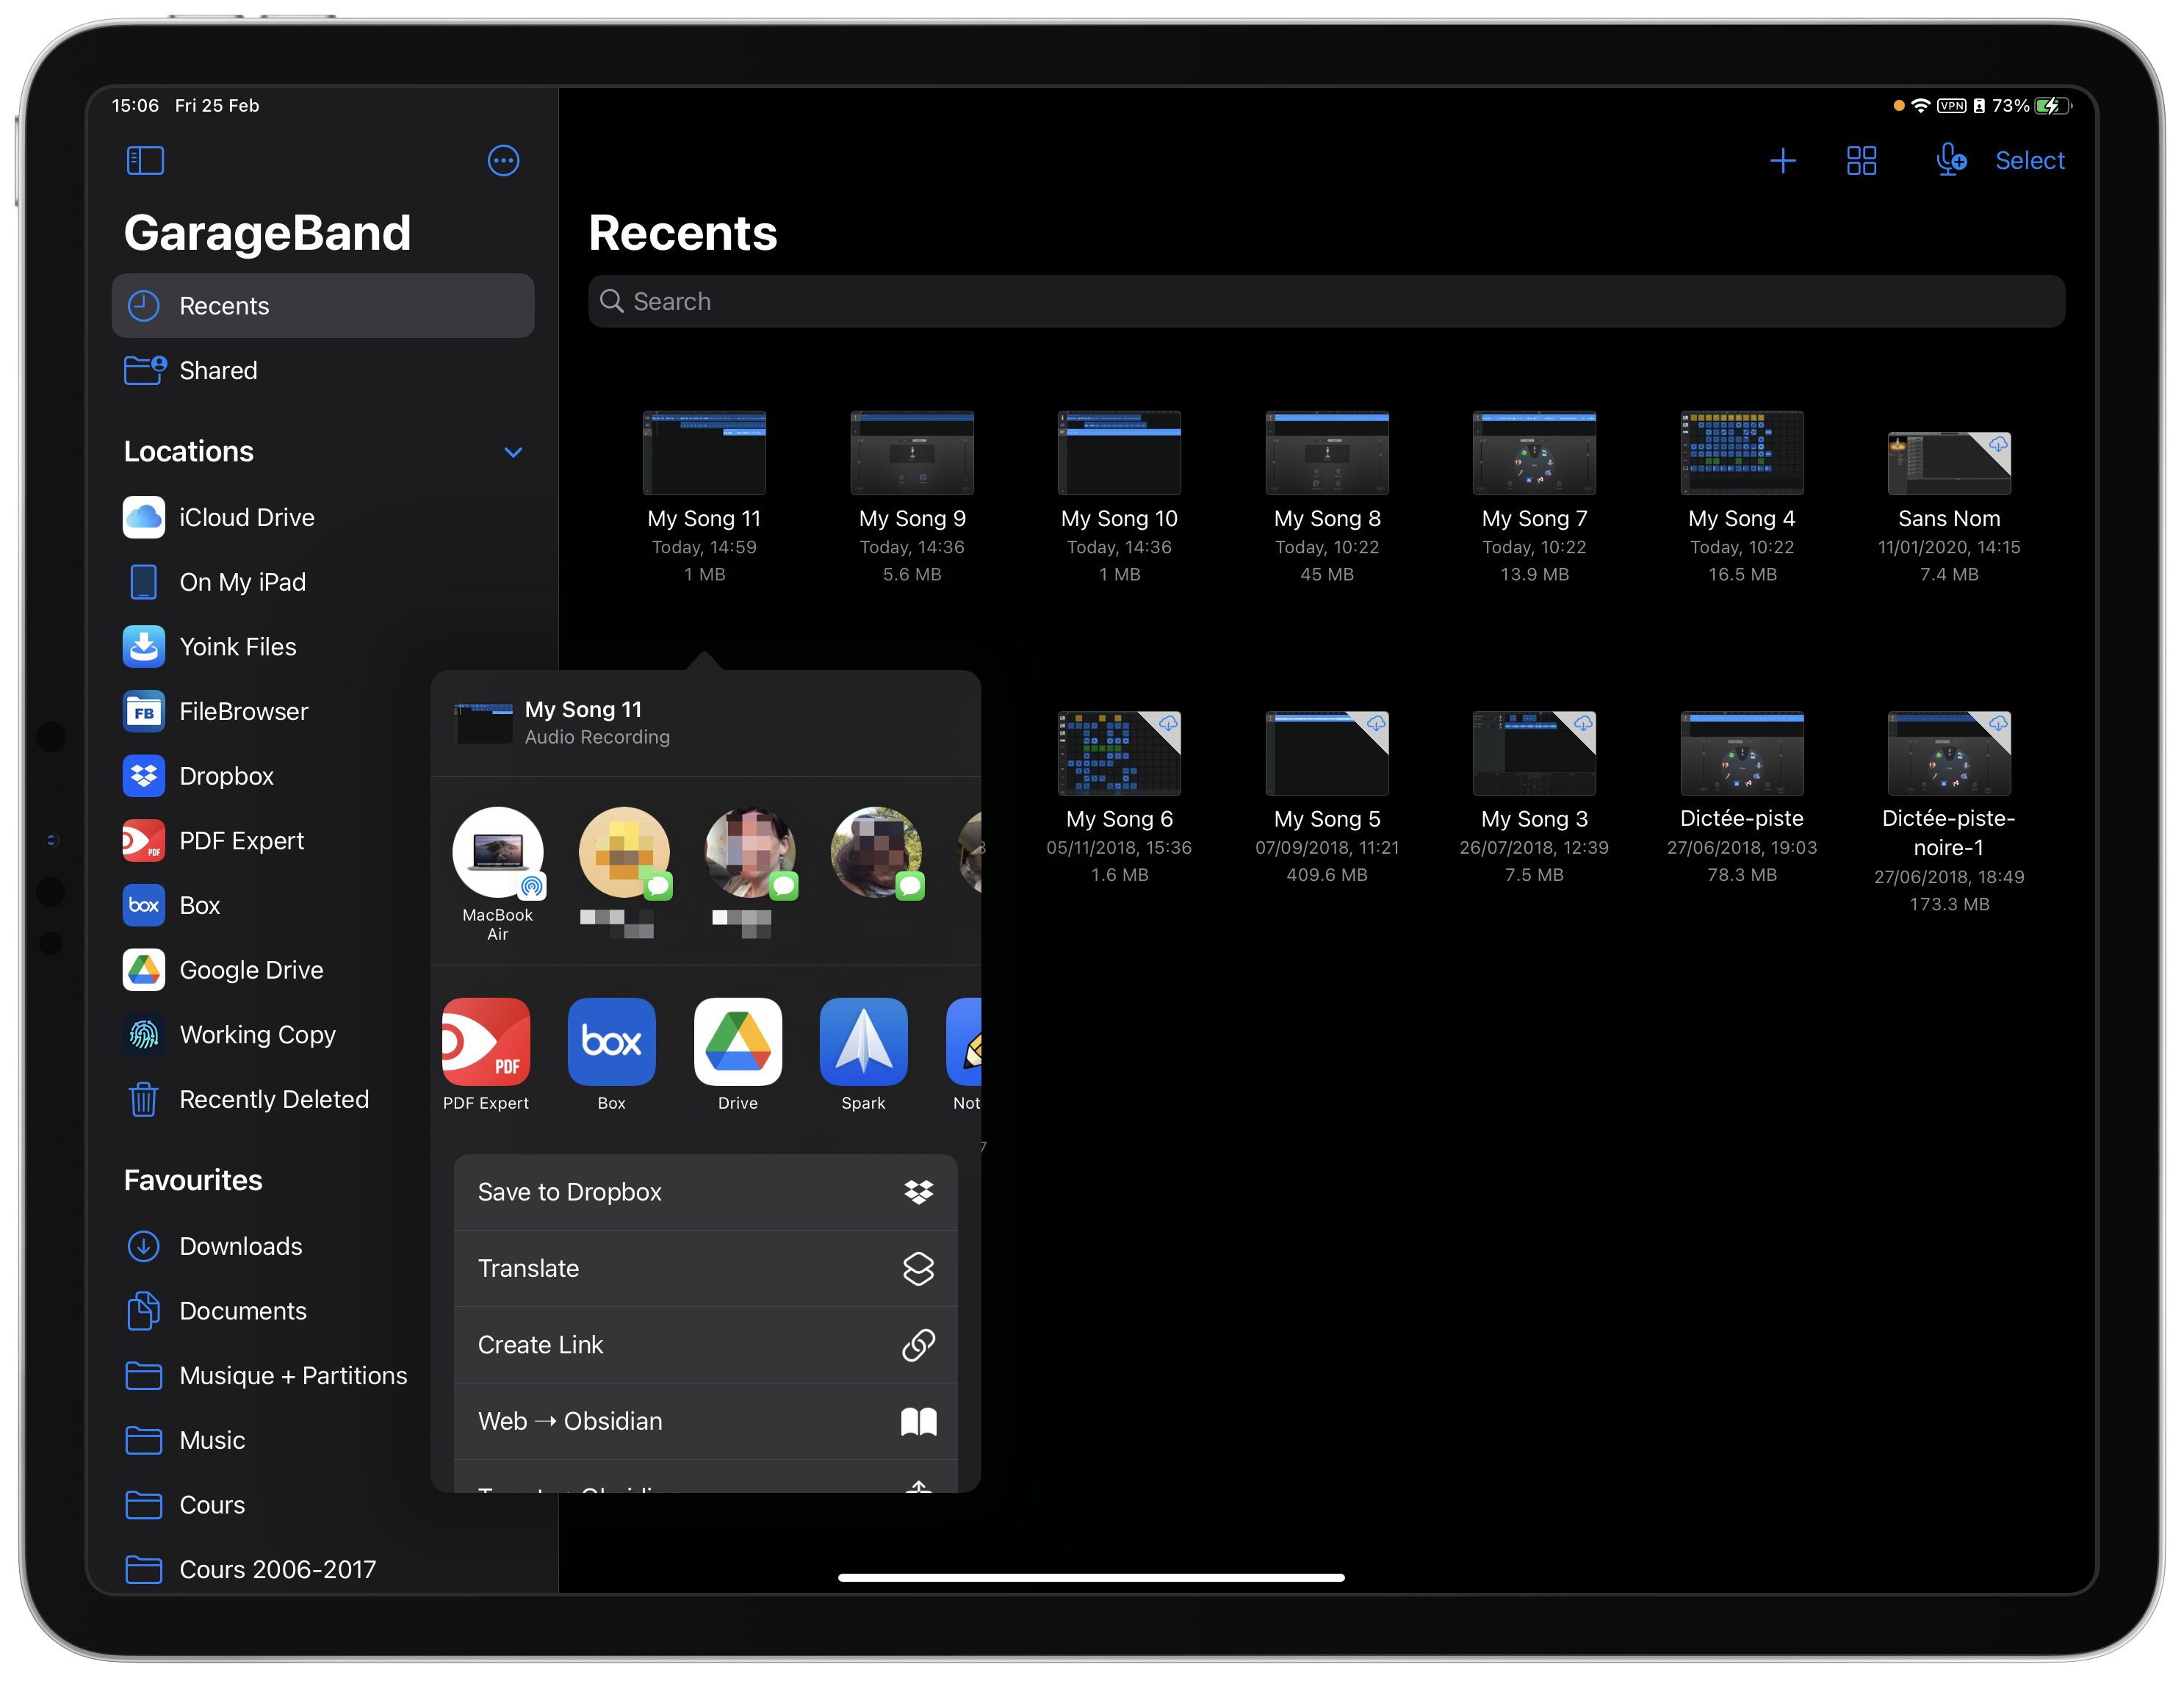 15:06 Fri 25 Feb
VPN 73%
Select
GarageBand
Recents
Shared
Locations
iCloud Drive
On My iPad
Yoink Files
FB
FileBrowser
Dropbox
PDF
PDF Expert
box
Box
Google Drive
Working Copy
Recently Deleted
Favourites
Downloads
Documents
Musique + Partitions
Music
Cours
Cours 2006-2017
Recents
Search
My Song 11
Today, 14:59
1 MB
My Song 9
Today, 14:36
5.6 MB
My Song 10
Today, 14:36
1 MB
My Song 8
Today, 10:22
45 MB
My Song 7
Today, 10:22
13.9 MB
My Song 4
Today, 10:22
16.5 MB
Sans Nom
11/01/2020, 14:15
7.4 MB
My Song 6
05/11/2018, 15:36
1.6 MB
My Song 5
07/09/2018, 11:21
409.6 MB
My Song 3
26/07/2018, 12:39
7.5 MB
Dictée-piste
27/06/2018, 19:03
78.3 MB
Dictée-piste-
noire-1
27/06/2018, 18:49
173.3 MB
My Song 11
Audio Recording
MacBook
Air
PDF
PDF Expert
box
Box
Drive
Spark
Not
Save to Dropbox
Translate
Create Link
Web → Obsidian